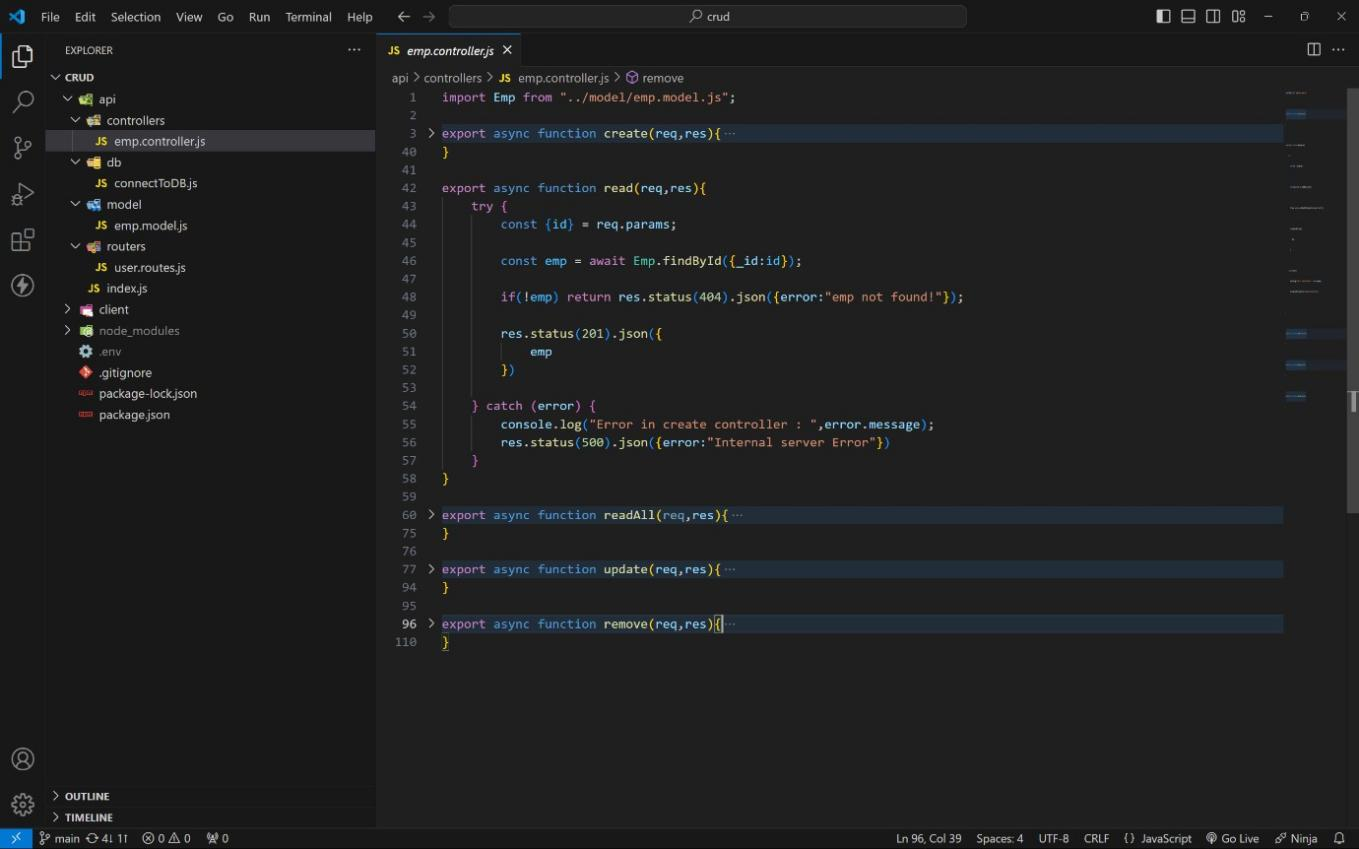 File Edit Selection View Go Run Terminal Help
crud
EXPLORER
CRUD
api
controllers
JS emp.controller.js
db
JS connectToDB.js
model
JS emp.model.js
routers
JS user.routes.js
JS index.js
client
node_modules
.env
.gitignore
package-lock.json
package.json
OUTLINE
TIMELINE
JS emp.controller.js
api > controllers > JS emp.controller.js > remove
1 import Emp from "../model/emp.model.js";
2
3 export async function create(req,res){ ···
40 }
41
42 export async function read(req,res){
43 try {
44 const {id} = req.params;
45
46 const emp = await Emp.findById({_id:id});
47
48 if(!emp) return res.status(404).json({error:"emp not found!"});
49
50 res.status(201).json({
51 emp
52 })
53
54 } catch (error) {
55 console.log("Error in create controller : ",error.message);
56 res.status(500).json({error:"Internal server Error"})
57 }
58 }
59
60 export async function readAll(req,res){ ···
75 }
76
77 export async function update(req,res){ ···
94 }
95
96 export async function remove(req,res){ ···
110 }
main 4↓ 1↑ 0 0 0 Ln 96, Col 39 Spaces: 4 UTF-8 CRLF {} JavaScript Go Live Ninja